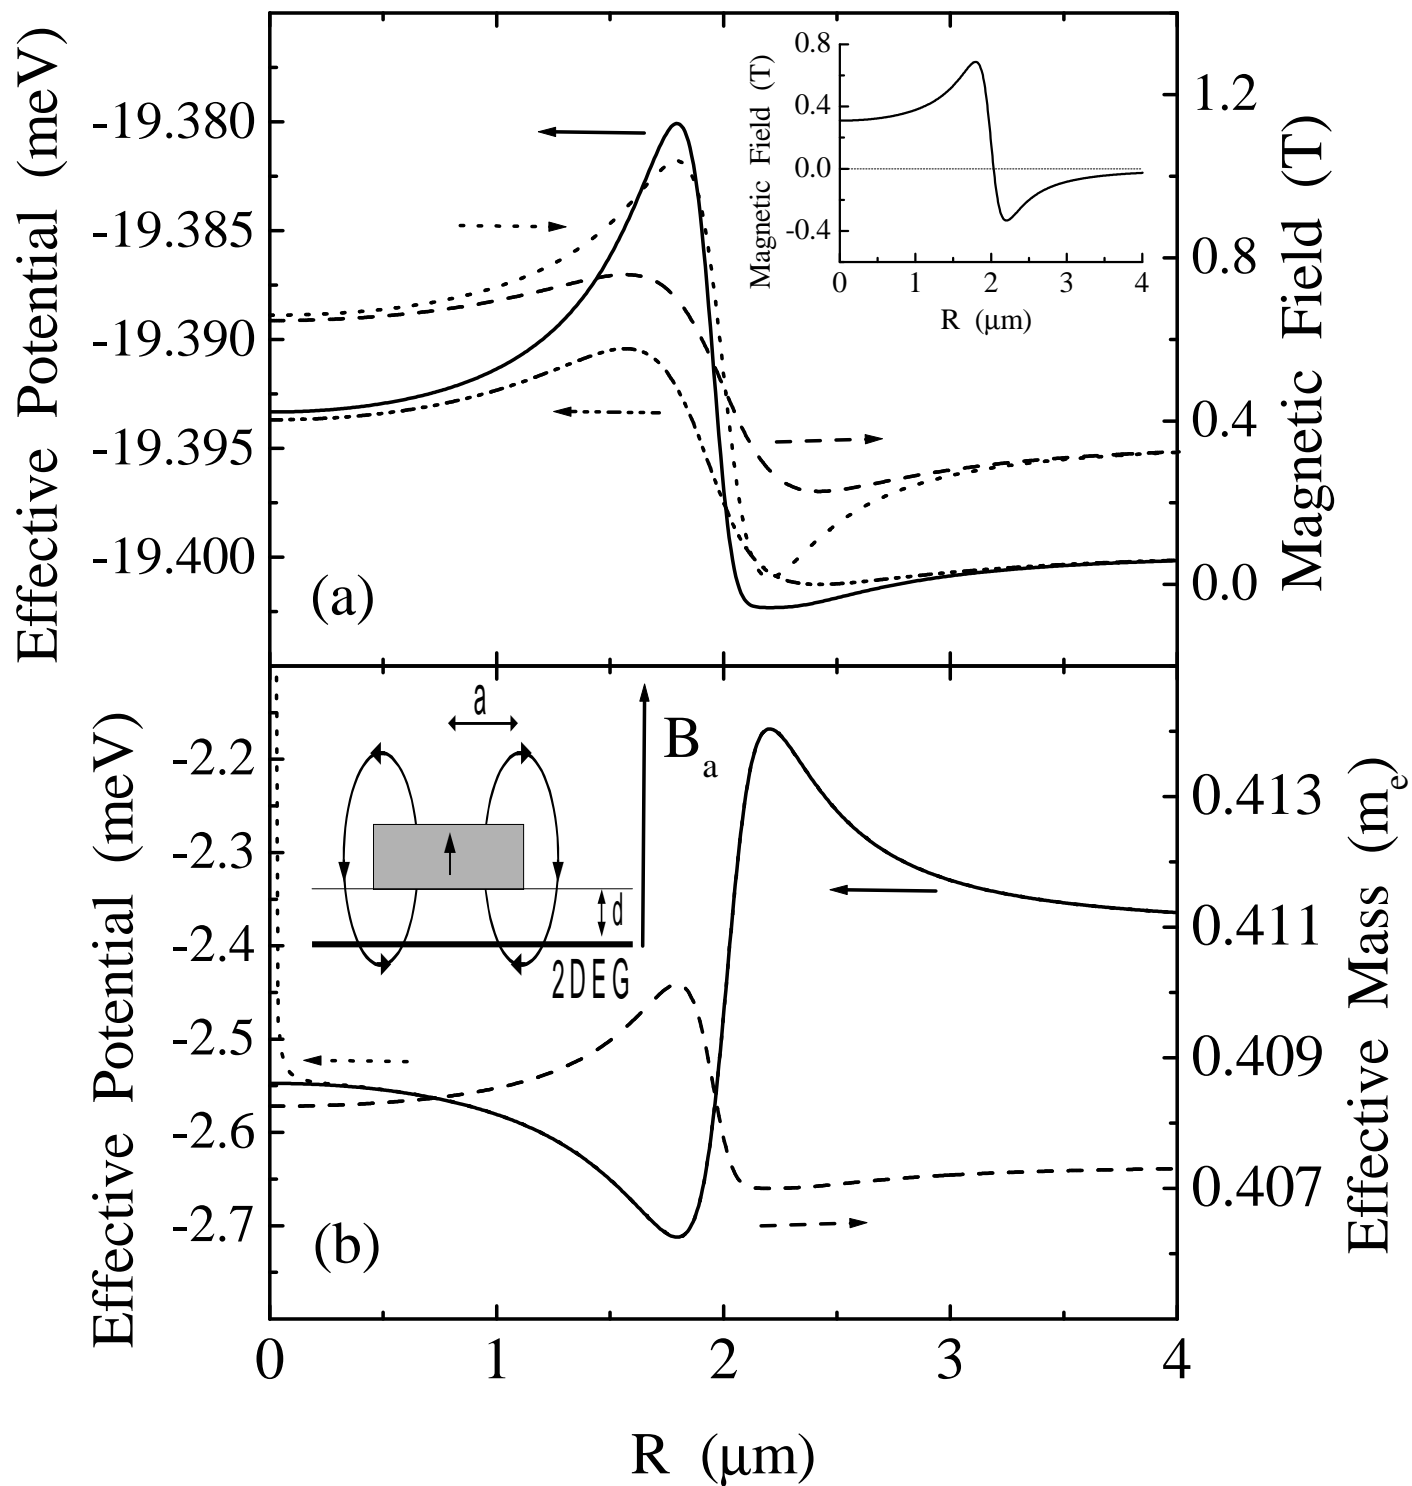 Effective Potential (meV)
-19.380
-19.385
-19.390
-19.395
-19.400
(a)
Magnetic Field (T)
0.8
0.4
0.0
-0.4
0 1 2 3 4
R (μm)
1.2
0.8
0.4
0.0
Magnetic Field (T)
Effective Potential (meV)
-2.2
-2.3
-2.4
-2.5
-2.6
-2.7
a
Ba
d
2DEG
(b)
0.413
0.411
0.409
0.407
Effective Mass (me)
0 1 2 3 4
R (μm)